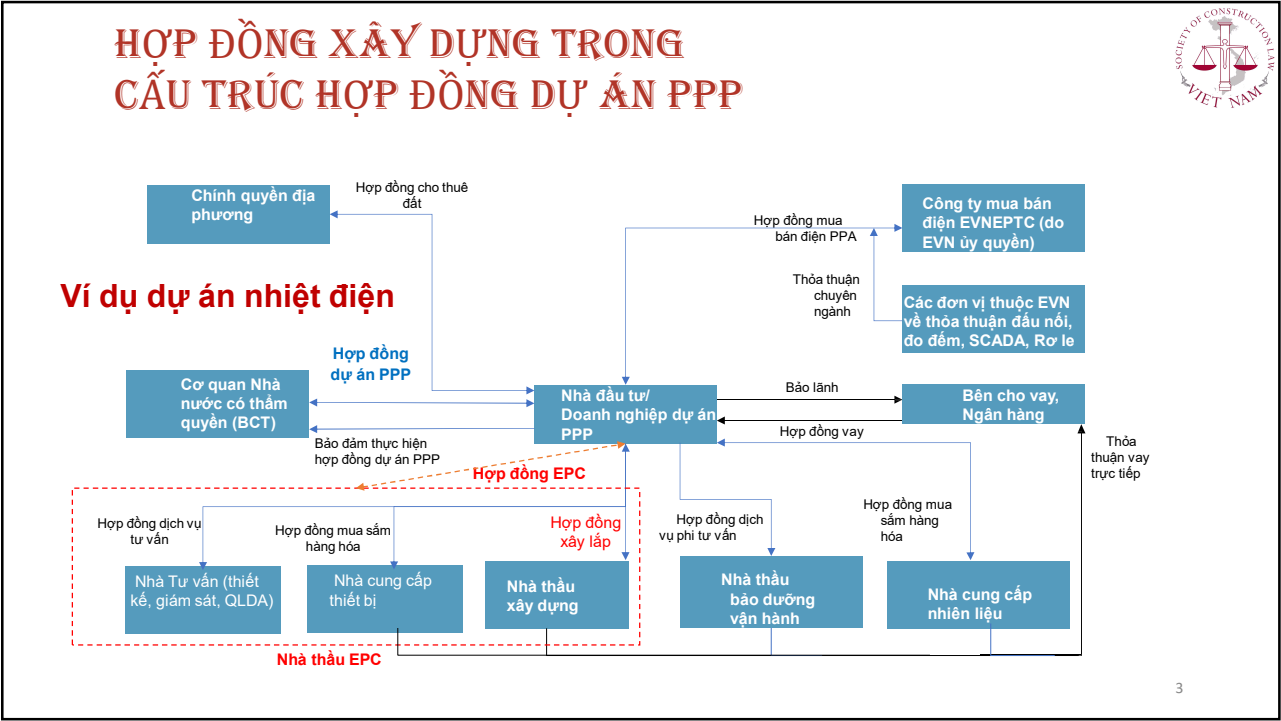 HỢP ĐỒNG XÂY DỰNG TRONG
CẤU TRÚC HỢP ĐỒNG DỰ ÁN PPP
SOCIETY OF CONSTRUCTION LAW
VIET NAM
Chính quyền địa
phương
Hợp đồng cho thuê
đất
Hợp đồng mua
bán điện PPA
Công ty mua bán
điện EVNEPTC (do
EVN ủy quyền)
Thỏa thuận
chuyên
ngành
Các đơn vị thuộc EVN
về thỏa thuận đấu nối,
đo đếm, SCADA, Rơ le
Ví dụ dự án nhiệt điện
Hợp đồng
dự án PPP
Cơ quan Nhà
nước có thẩm
quyền (BCT)
Nhà đầu tư/
Doanh nghiệp dự án
PPP
Bảo lãnh
Bên cho vay,
Ngân hàng
Hợp đồng vay
Bảo đảm thực hiện
hợp đồng dự án PPP
Thỏa
thuận vay
trực tiếp
Hợp đồng EPC
Hợp đồng dịch vụ
tư vấn
Hợp đồng mua sắm
hàng hóa
Hợp đồng
xây lắp
Hợp đồng dịch
vụ phi tư vấn
Hợp đồng mua
sắm hàng
hóa
Nhà Tư vấn (thiết
kế, giám sát, QLDA)
Nhà cung cấp
thiết bị
Nhà thầu
xây dựng
Nhà thầu
bảo dưỡng
vận hành
Nhà cung cấp
nhiên liệu
Nhà thầu EPC
3